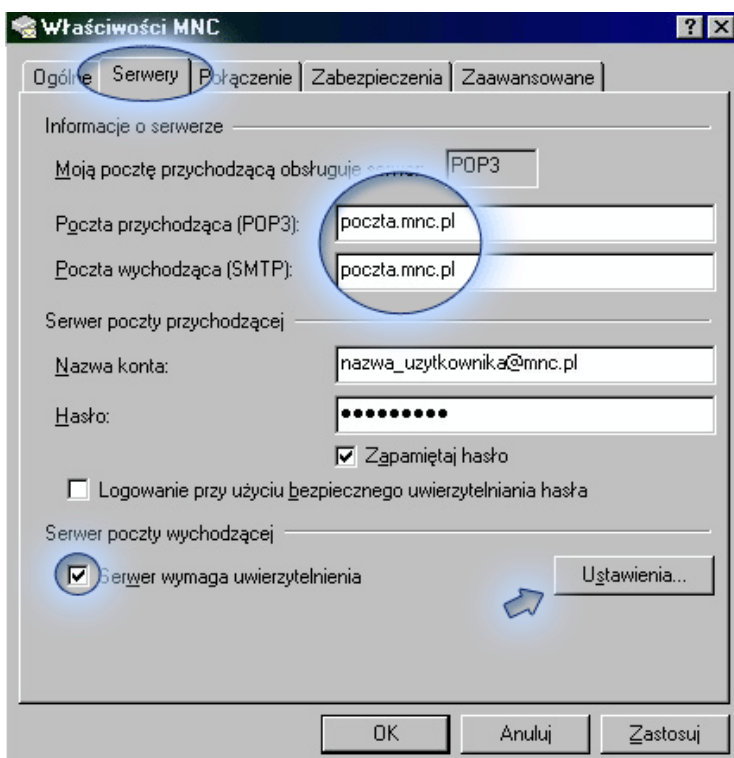 Właściwości MNC
Ogólne Serwery Połączenie Zabezpieczenia Zaawansowane
Informacje o serwerze
Moją pocztę przychodzącą obsługuje serwer: POP3
Poczta przychodząca (POP3): poczta.mnc.pl
Poczta wychodząca (SMTP): poczta.mnc.pl
Serwer poczty przychodzącej
Nazwa konta: nazwa_uzytkownika@mnc.pl
Hasło: •••••••••
Zapamiętaj hasło
Logowanie przy użyciu bezpiecznego uwierzytelniania hasła
Serwer poczty wychodzącej
Serwer wymaga uwierzytelnienia Ustawienia...
OK Anuluj Zastosuj